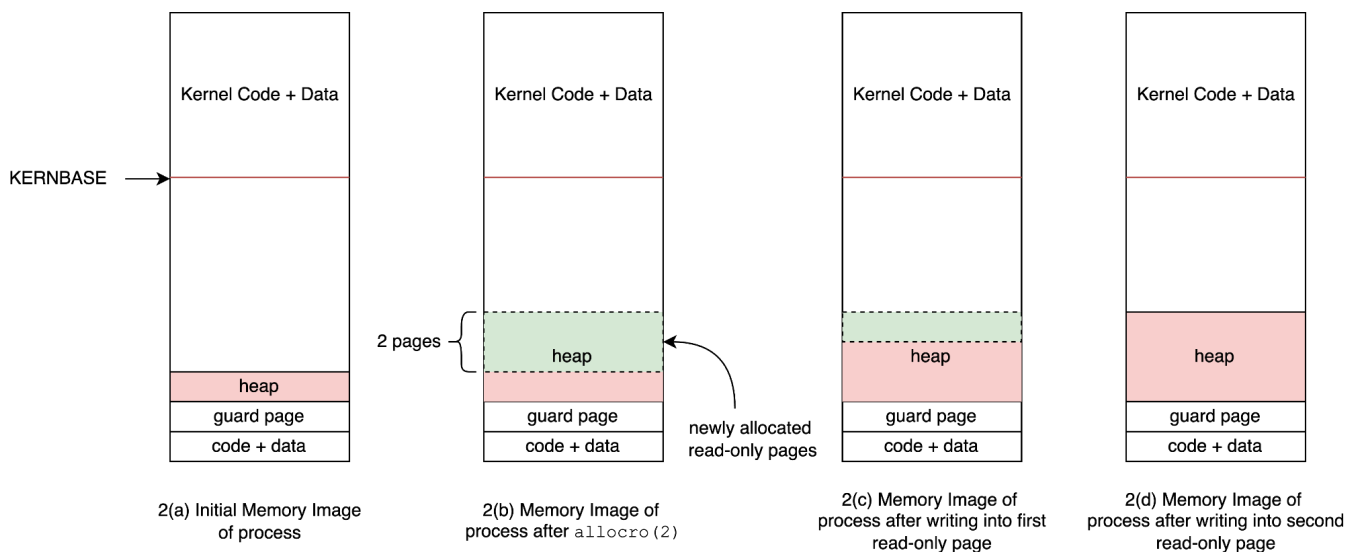 Kernel Code + Data
KERNBASE
heap
guard page
code + data
2(a) Initial Memory Image
of process
Kernel Code + Data
2 pages
heap
guard page
code + data
newly allocated
read-only pages
2(b) Memory Image of
process after allocro(2)
Kernel Code + Data
heap
guard page
code + data
2(c) Memory Image of
process after writing into first
read-only page
Kernel Code + Data
heap
guard page
code + data
2(d) Memory Image of
process after writing into second
read-only page